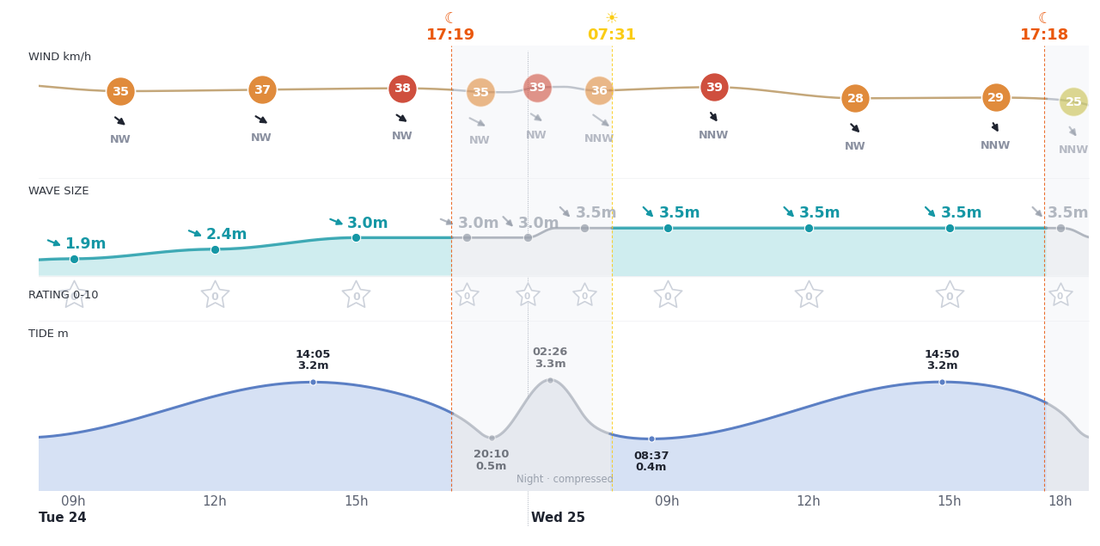 ☾ ☀ ☾
17:19 07:31 17:18
WIND km/h
35 37 38 35 39 36 39 28 29 25
NW NW NW NW NW NNW NNW NW NNW NNW
WAVE SIZE
1.9m 2.4m 3.0m 3.0m 3.0m 3.5m 3.5m 3.5m 3.5m 3.5m
RATING 0-10
0 0 0 0 0 0 0 0 0 0
TIDE m
14:05 02:26 14:50
3.2m 3.3m 3.2m
20:10 08:37
0.5m 0.4m
Night · compressed
09h 12h 15h 09h 12h 15h 18h
Tue 24 Wed 25